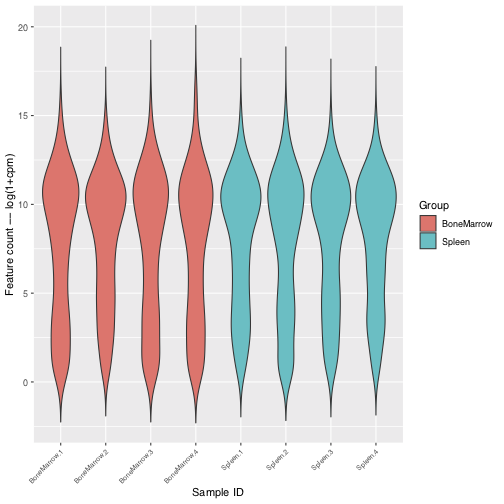 20
15
10
5
0
Feature count — log(1+cpm)
BoneMarrow.1
BoneMarrow.2
BoneMarrow.3
BoneMarrow.4
Spleen.1
Spleen.2
Spleen.3
Spleen.4
Sample ID
Group
BoneMarrow
Spleen